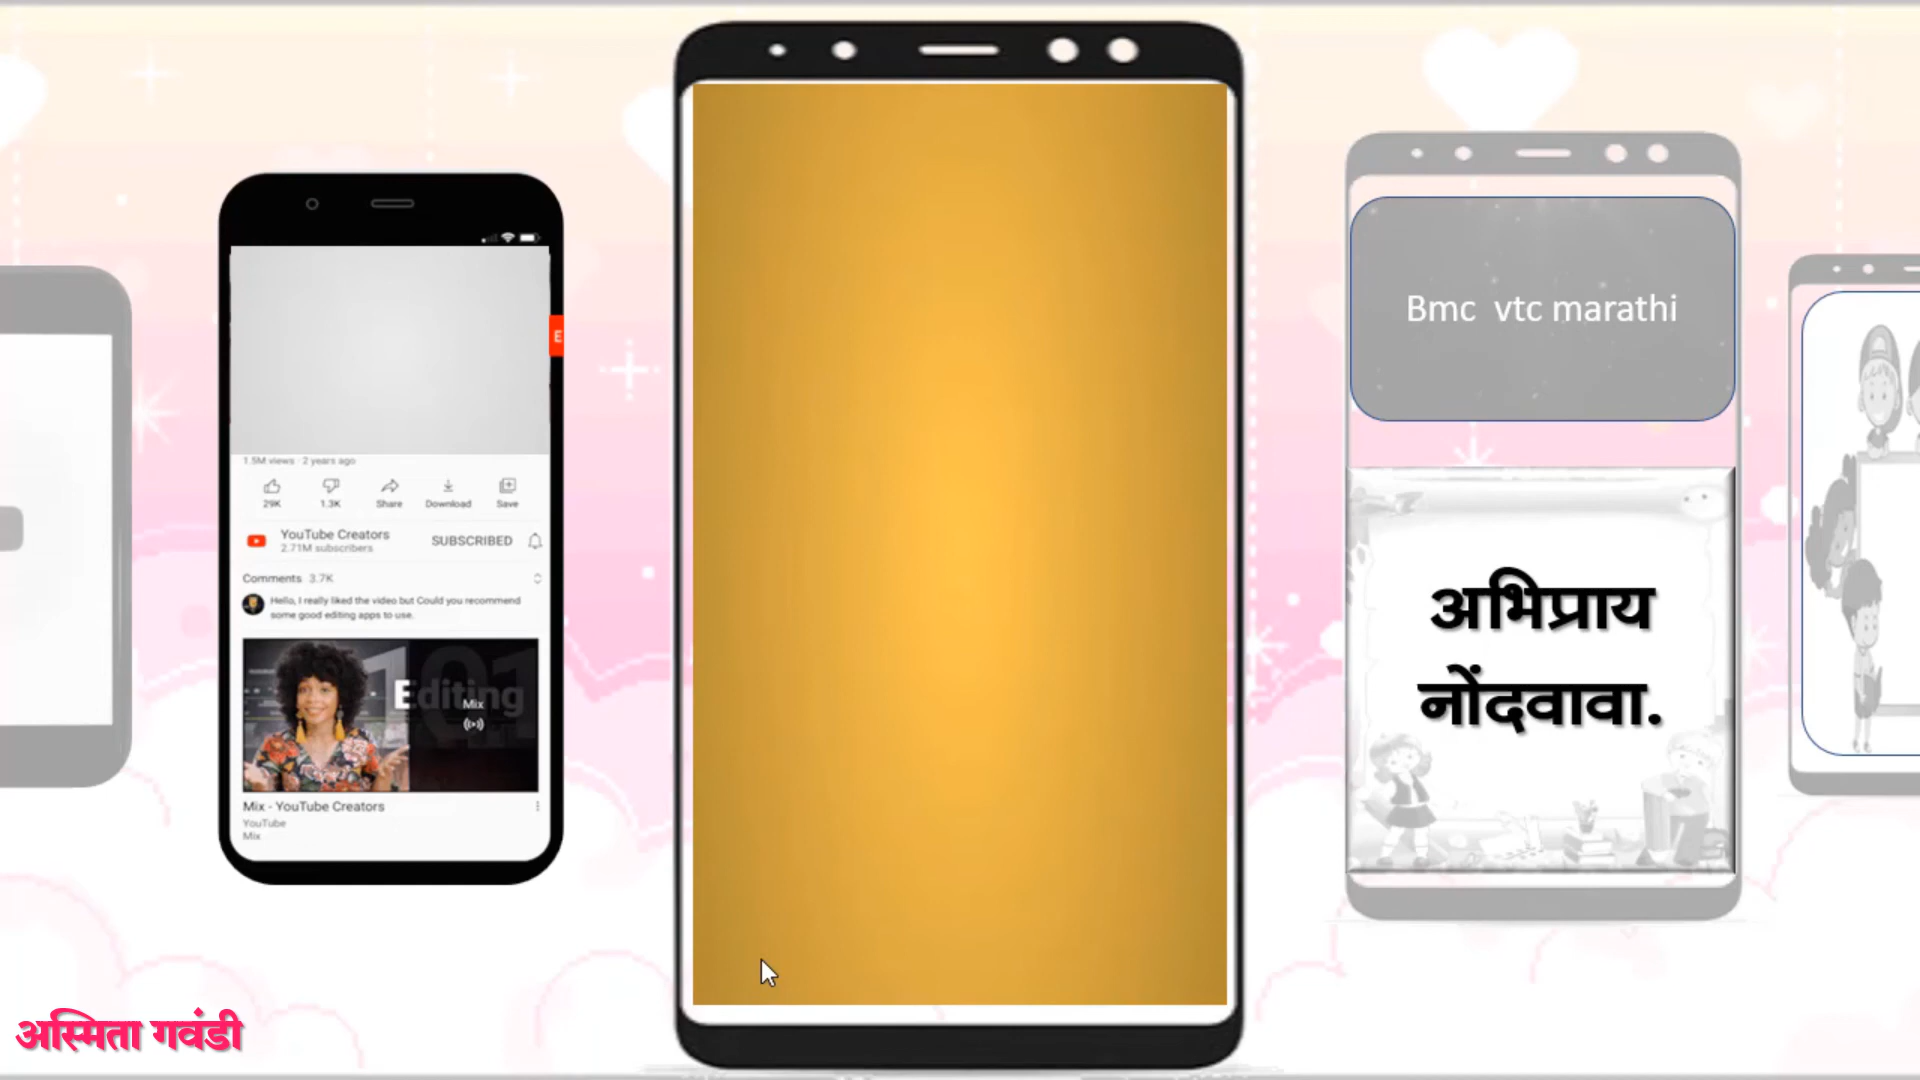 E
1.5M views · 2 years ago
29K 1.3K Share Download Save
YouTube Creators
2.71M subscribers
SUBSCRIBED
Comments 3.7K
Hello, I really liked the video but Could you recommend
some good editing apps to use.
101
Editing
Mix
Mix - YouTube Creators
YouTube
Mix
Bmc vtc marathi
अभिप्राय
नोंदवावा.
अस्मिता गवंडी